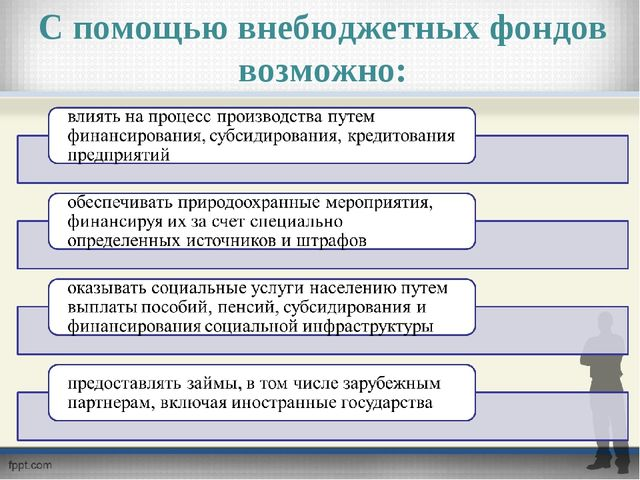 С помощью внебюджетных фондов
возможно:
влиять на процесс производства путем
финансирования, субсидирования, кредитования
предприятий
обеспечивать природоохранные мероприятия,
финансируя их за счет специально
определенных источников и штрафов
оказывать социальные услуги населению путем
выплаты пособий, пенсий, субсидирования и
финансирования социальной инфраструктуры
предоставлять займы, в том числе зарубежным
партнерам, включая иностранные государства
fppt.com